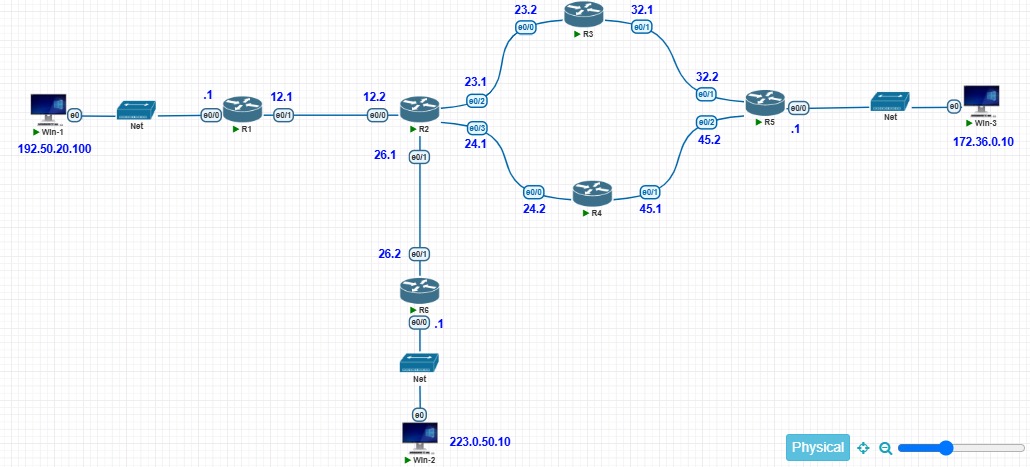 23.2
32.1
e0/0
e0/1
R3
23.1
32.2
.1
12.1
12.2
e0/2
e0/1
e0
e0/0
e0/1
e0/0
e0/0
e0
Win-1
Net
R1
R2
R5
Net
Win-3
.1
192.50.20.100
172.36.0.10
e0/3
e0/2
24.1
45.2
26.1
e0/1
e0/0
e0/1
24.2
R4
45.1
26.2
e0/1
R6
e0/0
.1
Net
e0
223.0.50.10
Win-2
Physical